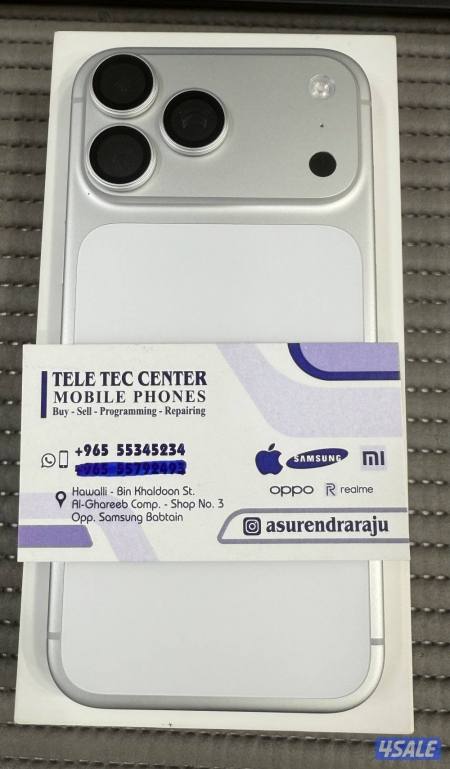 TELE TEC CENTER
MOBILE PHONES
Buy - Sell - Programming - Repairing
+965 55345234
Hawalli - Bin Khaldoon St.
Al-Ghareeb Comp. - Shop No. 3
Opp. Samsung Babtain
SAMSUNG
mi
oppo
R realme
asurendraraju
4SALE